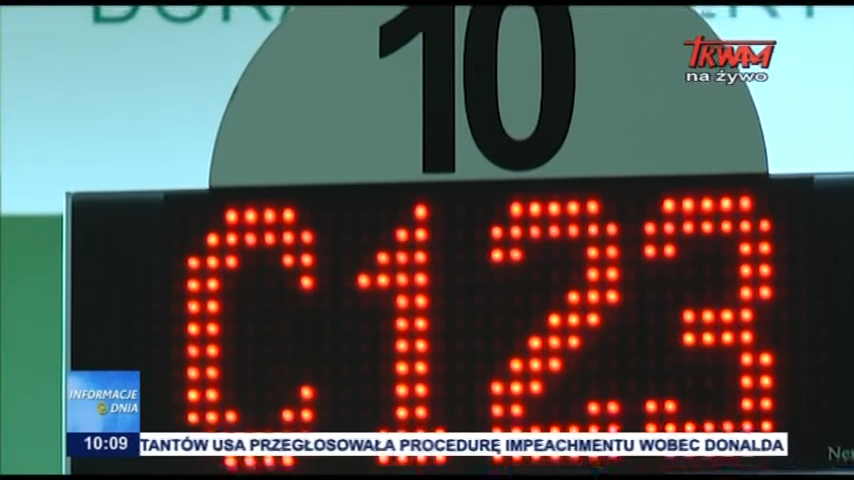 10
TRWAM
na żywo
C123
INFORMACJE
DNIA
10:09 TANTÓW USA PRZEGŁOSOWAŁA PROCEDURĘ IMPEACHMENTU WOBEC DONALDA